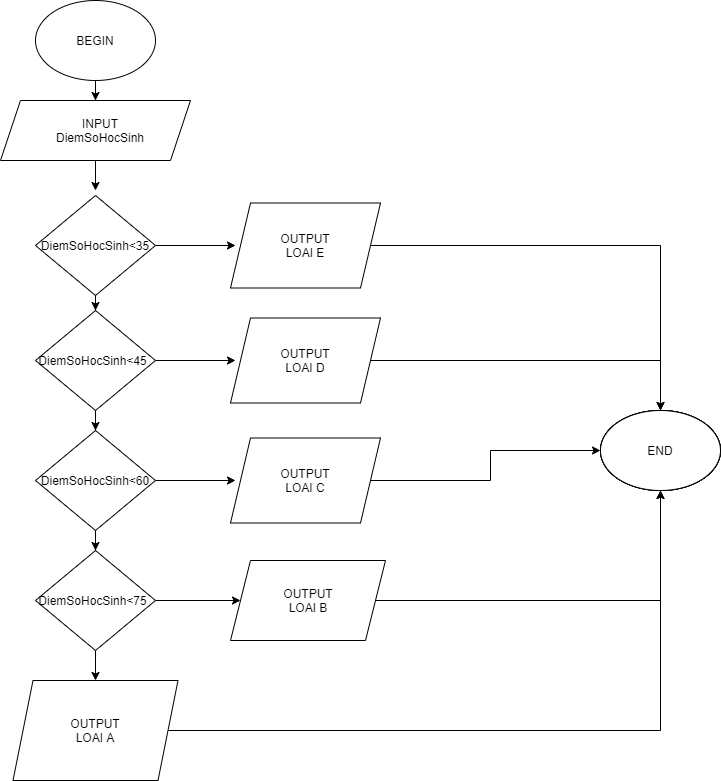 BEGIN
INPUT
DiemSoHocSinh
DiemSoHocSinh<35
OUTPUT
LOAI E
DiemSoHocSinh<45
OUTPUT
LOAI D
DiemSoHocSinh<60
OUTPUT
LOAI C
END
DiemSoHocSinh<75
OUTPUT
LOAI B
OUTPUT
LOAI A